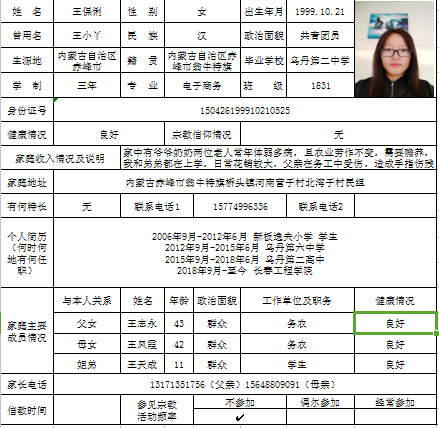 姓 名 王保俐 性 别 女 出生年月 1999.10.21
曾用名 王小丫 民 族 汉 政治面貌 共青团员
生源地 内蒙古自治区赤峰市 籍 贯 内蒙古自治区赤峰市翁牛特旗 毕业学校 乌丹第二中学
学 制 三年 专 业 电子商务 班 级 1831
身份证号 150426199910210525
健康情况 良好 宗教信仰情况 无
家庭收入情况及说明 家中有爷爷奶奶两位老人常年体弱多病, 且农业劳作不变, 需要赡养,
我和弟弟都在上学, 日常花销较大, 父亲在务工中受伤, 造成手指伤残
家庭地址 内蒙古赤峰市翁牛特旗桥头镇河南营子村北湾子村民组
有何特长 无 联系电话1 15774996336 联系电话2
个人简历(何时何地有何任职)
2006年9月-2012年6月 新板逸夫小学 学生
2012年9月-2015年6月 乌丹第六中学
2015年9月-2018年6月 乌丹第二高中
2018年9月-至今 长春工程学院
家庭主要成员情况
与本人关系 姓名 年龄 政治面貌 工作单位及职务 健康情况
父女 王志永 43 群众 务农 良好
母女 王凤霞 42 群众 务农 良好
姐弟 王天成 11 群众 学生 良好
家长电话 13171351756（父亲）15648809091（母亲）
信教时间 参见宗教活动频率 不参加 偶尔参加 经常参加
✓